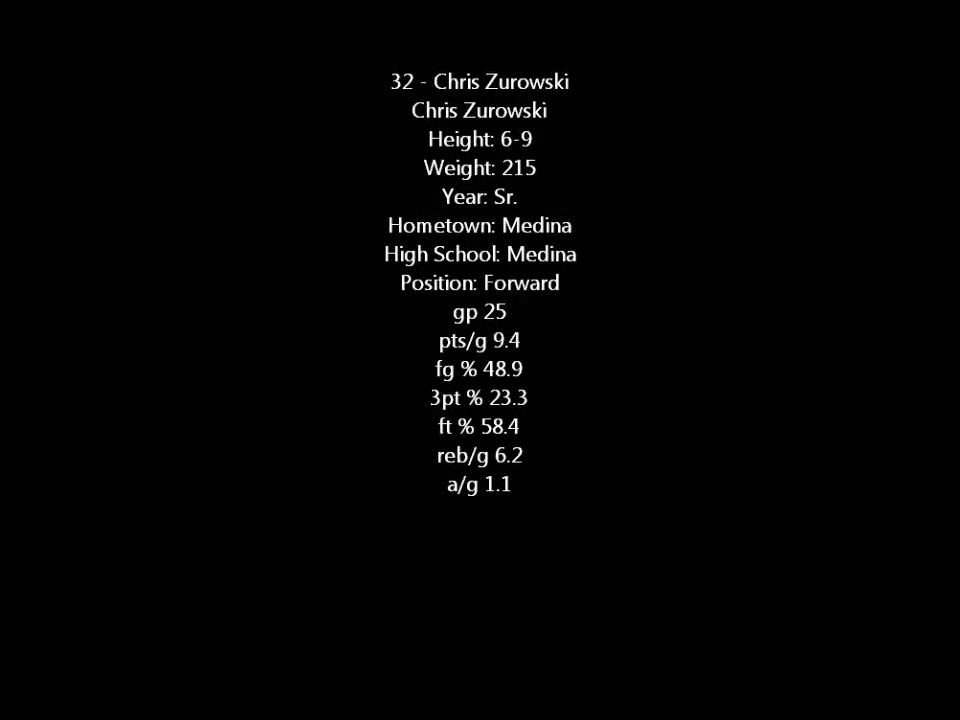 32 - Chris Zurowski
Chris Zurowski
Height: 6-9
Weight: 215
Year: Sr.
Hometown: Medina
High School: Medina
Position: Forward
gp 25
pts/g 9.4
fg % 48.9
3pt % 23.3
ft % 58.4
reb/g 6.2
a/g 1.1